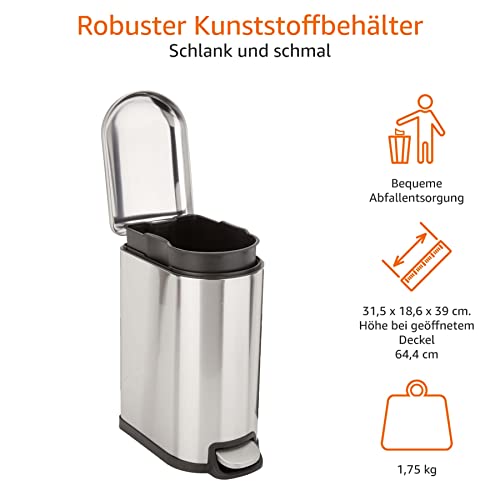 Robuster Kunststoffbehälter
Schlank und schmal
Bequeme
Abfallentsorgung
31,5 x 18,6 x 39 cm.
Höhe bei geöffnetem
Deckel
64,4 cm
1,75 kg